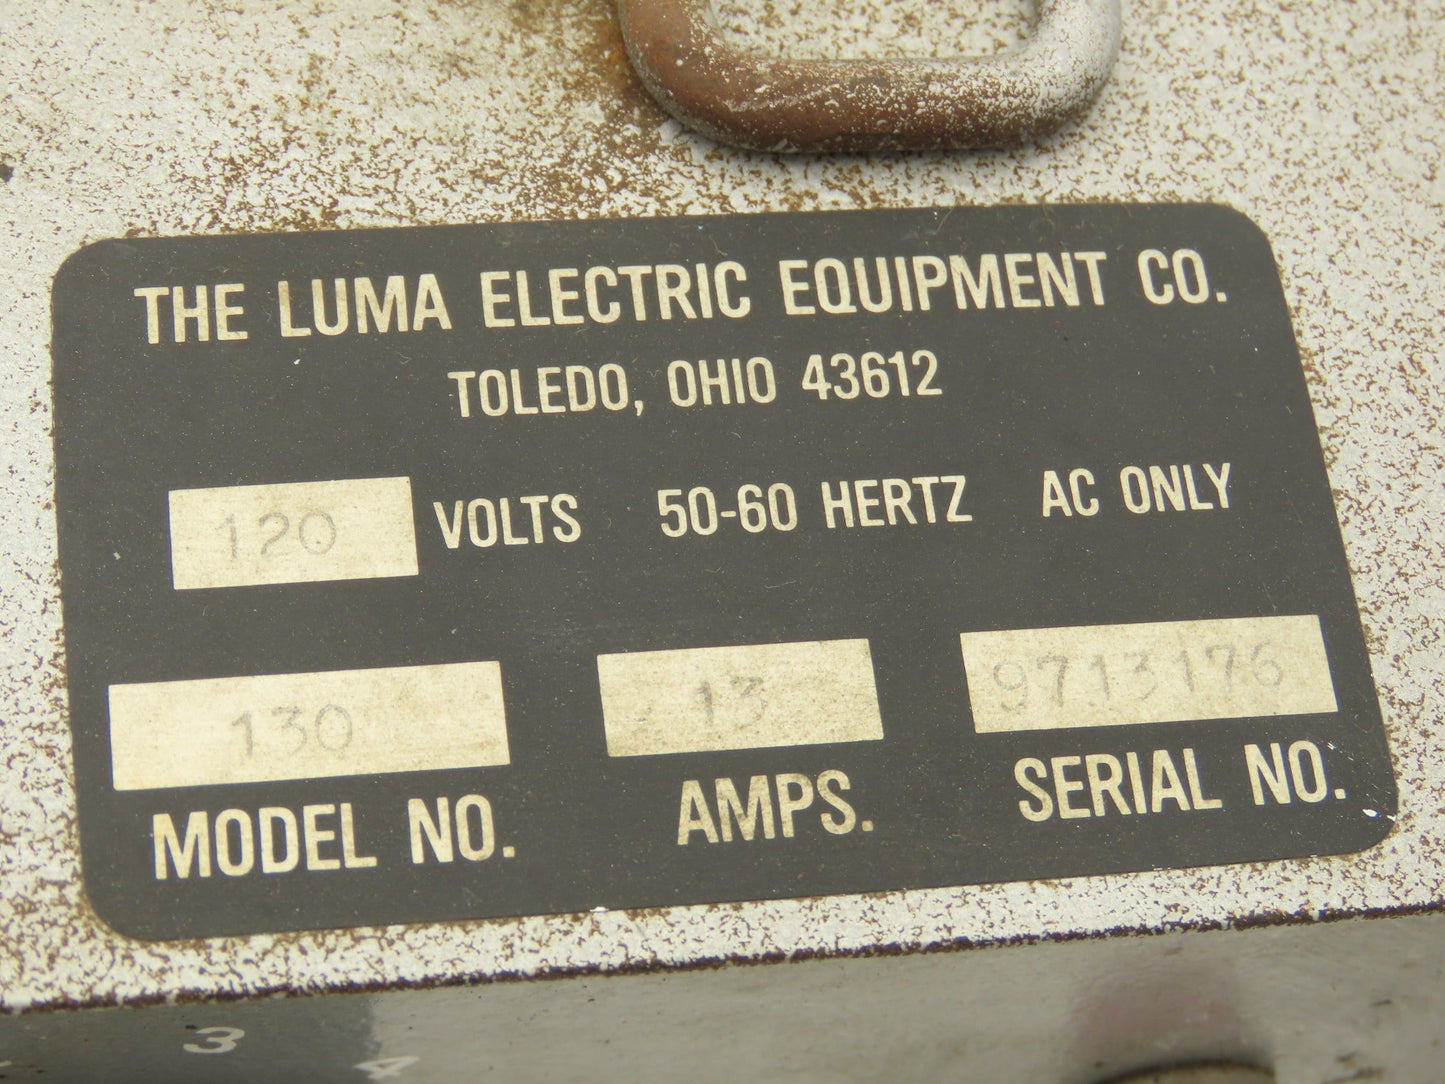 THE LUMA ELECTRIC EQUIPMENT CO.
TOLEDO, OHIO 43612
120 VOLTS 50-60 HERTZ AC ONLY
130 13 9713176
MODEL NO. AMPS. SERIAL NO.
3
4